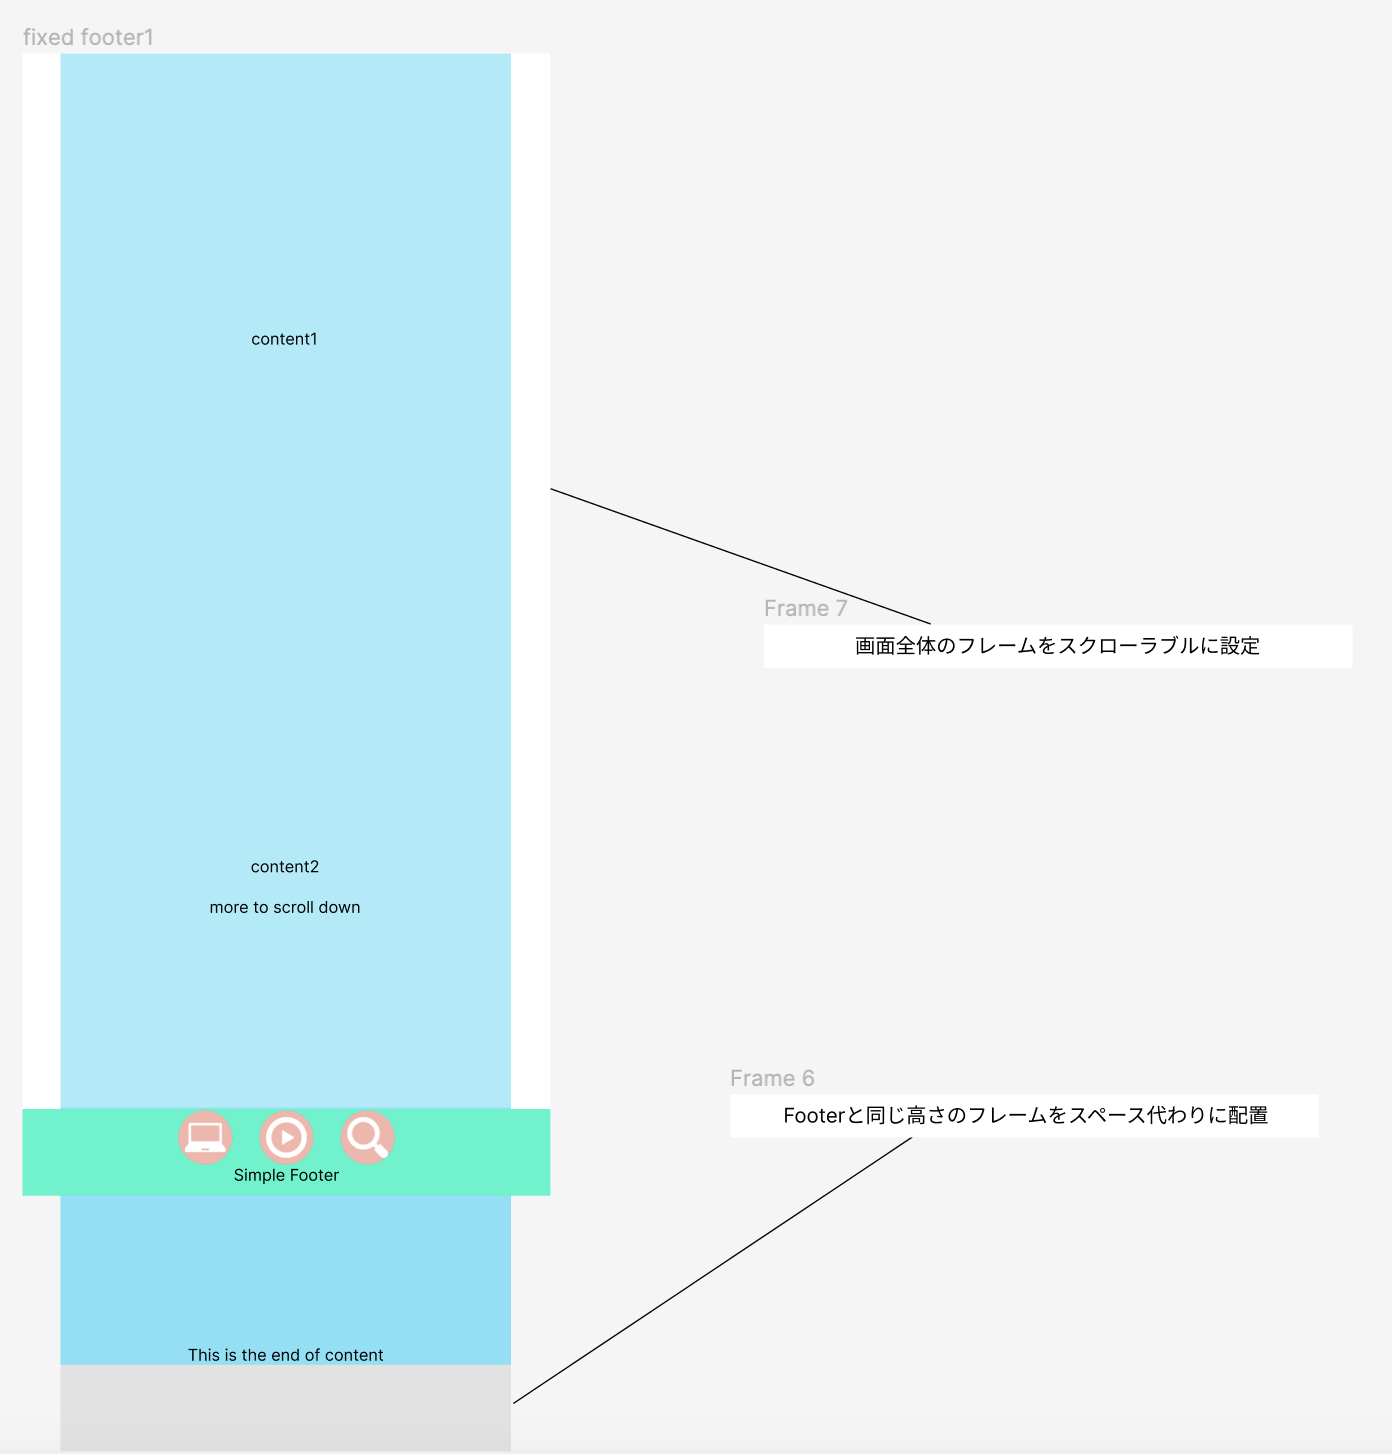 fixed footer1
content1
Frame 7
画面全体のフレームをスクローラブルに設定
content2
more to scroll down
Frame 6
Footerと同じ高さのフレームをスペース代わりに配置
Simple Footer
This is the end of content